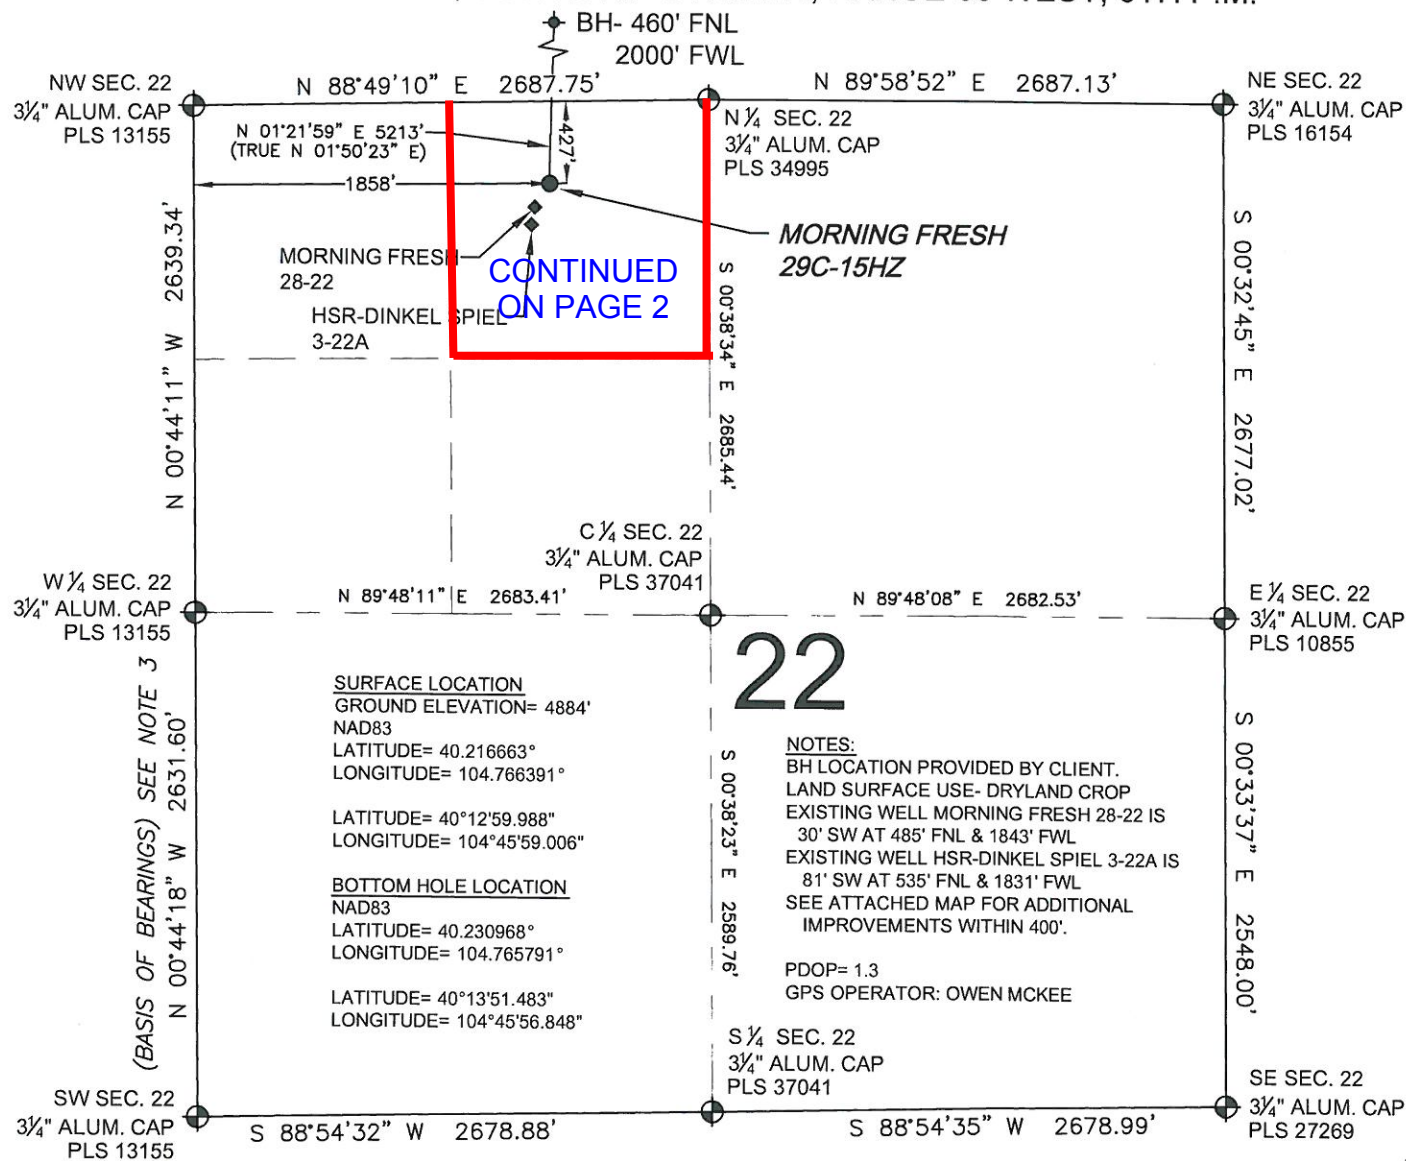 BH- 460' FNL
2000' FWL
NW SEC. 22
3¼" ALUM. CAP
PLS 13155
N 88°49'10" E 2687.75'
N 89°58'52" E 2687.13'
NE SEC. 22
3¼" ALUM. CAP
PLS 16154
N ¼ SEC. 22
3¼" ALUM. CAP
PLS 34995
N 01°21'59" E 5213'
(TRUE N 01°50'23" E)
427'
1858'
MORNING FRESH
29C-15HZ
MORNING FRESH
28-22
CONTINUED
ON PAGE 2
HSR-DINKEL SPIEL
3-22A
N 00°44'11" W 2639.34'
S 00°38'34" E 2685.44'
S 00°32'45" E 2677.02'
C ¼ SEC. 22
3¼" ALUM. CAP
PLS 37041
W ¼ SEC. 22
3¼" ALUM. CAP
PLS 13155
N 89°48'11" E 2683.41'
N 89°48'08" E 2682.53'
E ¼ SEC. 22
3¼" ALUM. CAP
PLS 10855
22
(BASIS OF BEARINGS) SEE NOTE 3
N 00°44'18" W 2631.60'
SURFACE LOCATION
GROUND ELEVATION= 4884'
NAD83
LATITUDE= 40.216663°
LONGITUDE= 104.766391°
LATITUDE= 40°12'59.988"
LONGITUDE= 104°45'59.006"
BOTTOM HOLE LOCATION
NAD83
LATITUDE= 40.230968°
LONGITUDE= 104.765791°
LATITUDE= 40°13'51.483"
LONGITUDE= 104°45'56.848"
S 00°38'23" E 2589.76'
NOTES:
BH LOCATION PROVIDED BY CLIENT.
LAND SURFACE USE- DRYLAND CROP
EXISTING WELL MORNING FRESH 28-22 IS
30' SW AT 485' FNL & 1843' FWL
EXISTING WELL HSR-DINKEL SPIEL 3-22A IS
81' SW AT 535' FNL & 1831' FWL
SEE ATTACHED MAP FOR ADDITIONAL
IMPROVEMENTS WITHIN 400'.
PDOP= 1.3
GPS OPERATOR: OWEN MCKEE
S 00°33'37" E 2548.00'
S ¼ SEC. 22
3¼" ALUM. CAP
PLS 37041
SW SEC. 22
3¼" ALUM. CAP
PLS 13155
S 88°54'32" W 2678.88'
S 88°54'35" W 2678.99'
SE SEC. 22
3¼" ALUM. CAP
PLS 27269